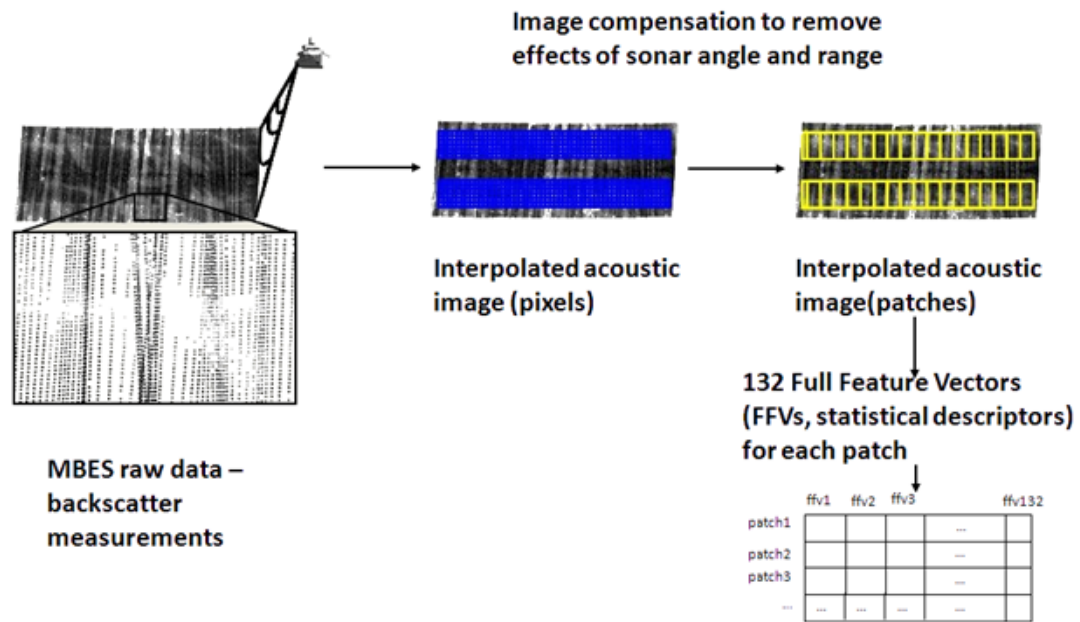 Image compensation to remove
effects of sonar angle and range
Interpolated acoustic
image (pixels)
Interpolated acoustic
image(patches)
132 Full Feature Vectors
(FFVs, statistical descriptors)
for each patch
MBES raw data –
backscatter
measurements
ffv1 ffv2 ffv3 ffv132
patch1 ...
patch2 ...
patch3 ...
... ... ... ... ...